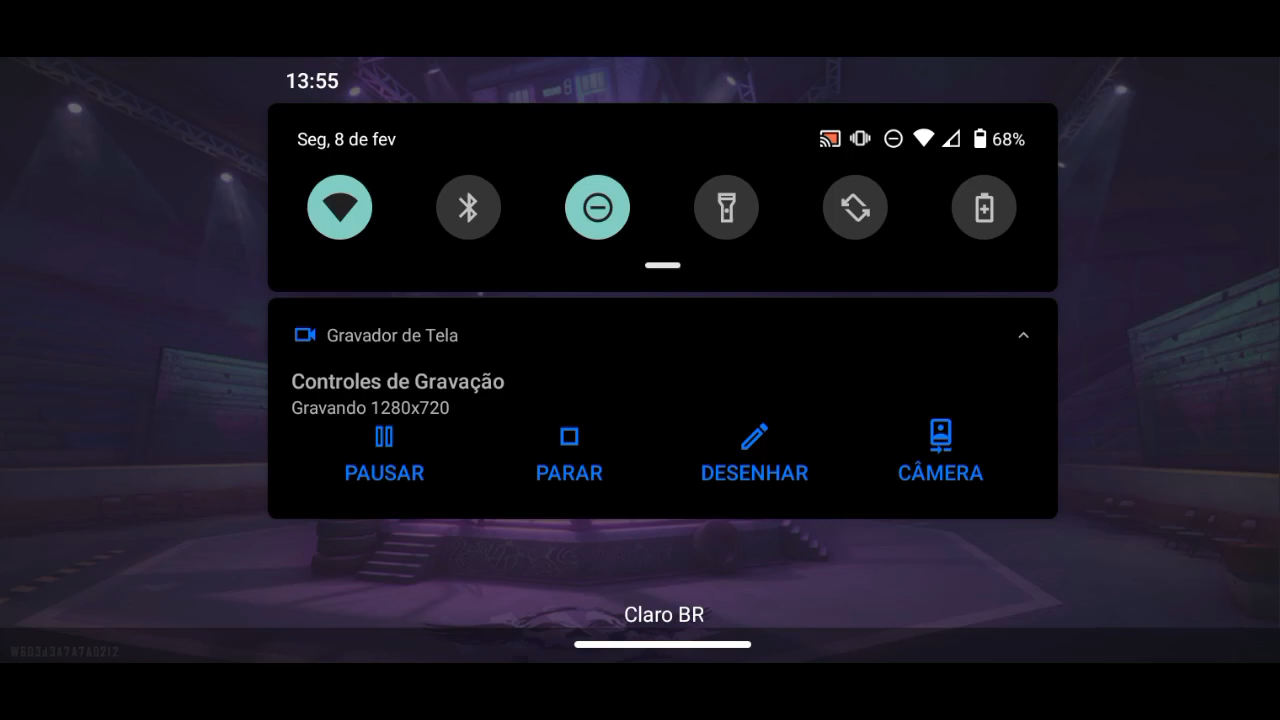 13:55
Seg, 8 de fev
68%
Gravador de Tela
Controles de Gravação
Gravando 1280x720
PAUSAR PARAR DESENHAR CÂMERA
Claro BR